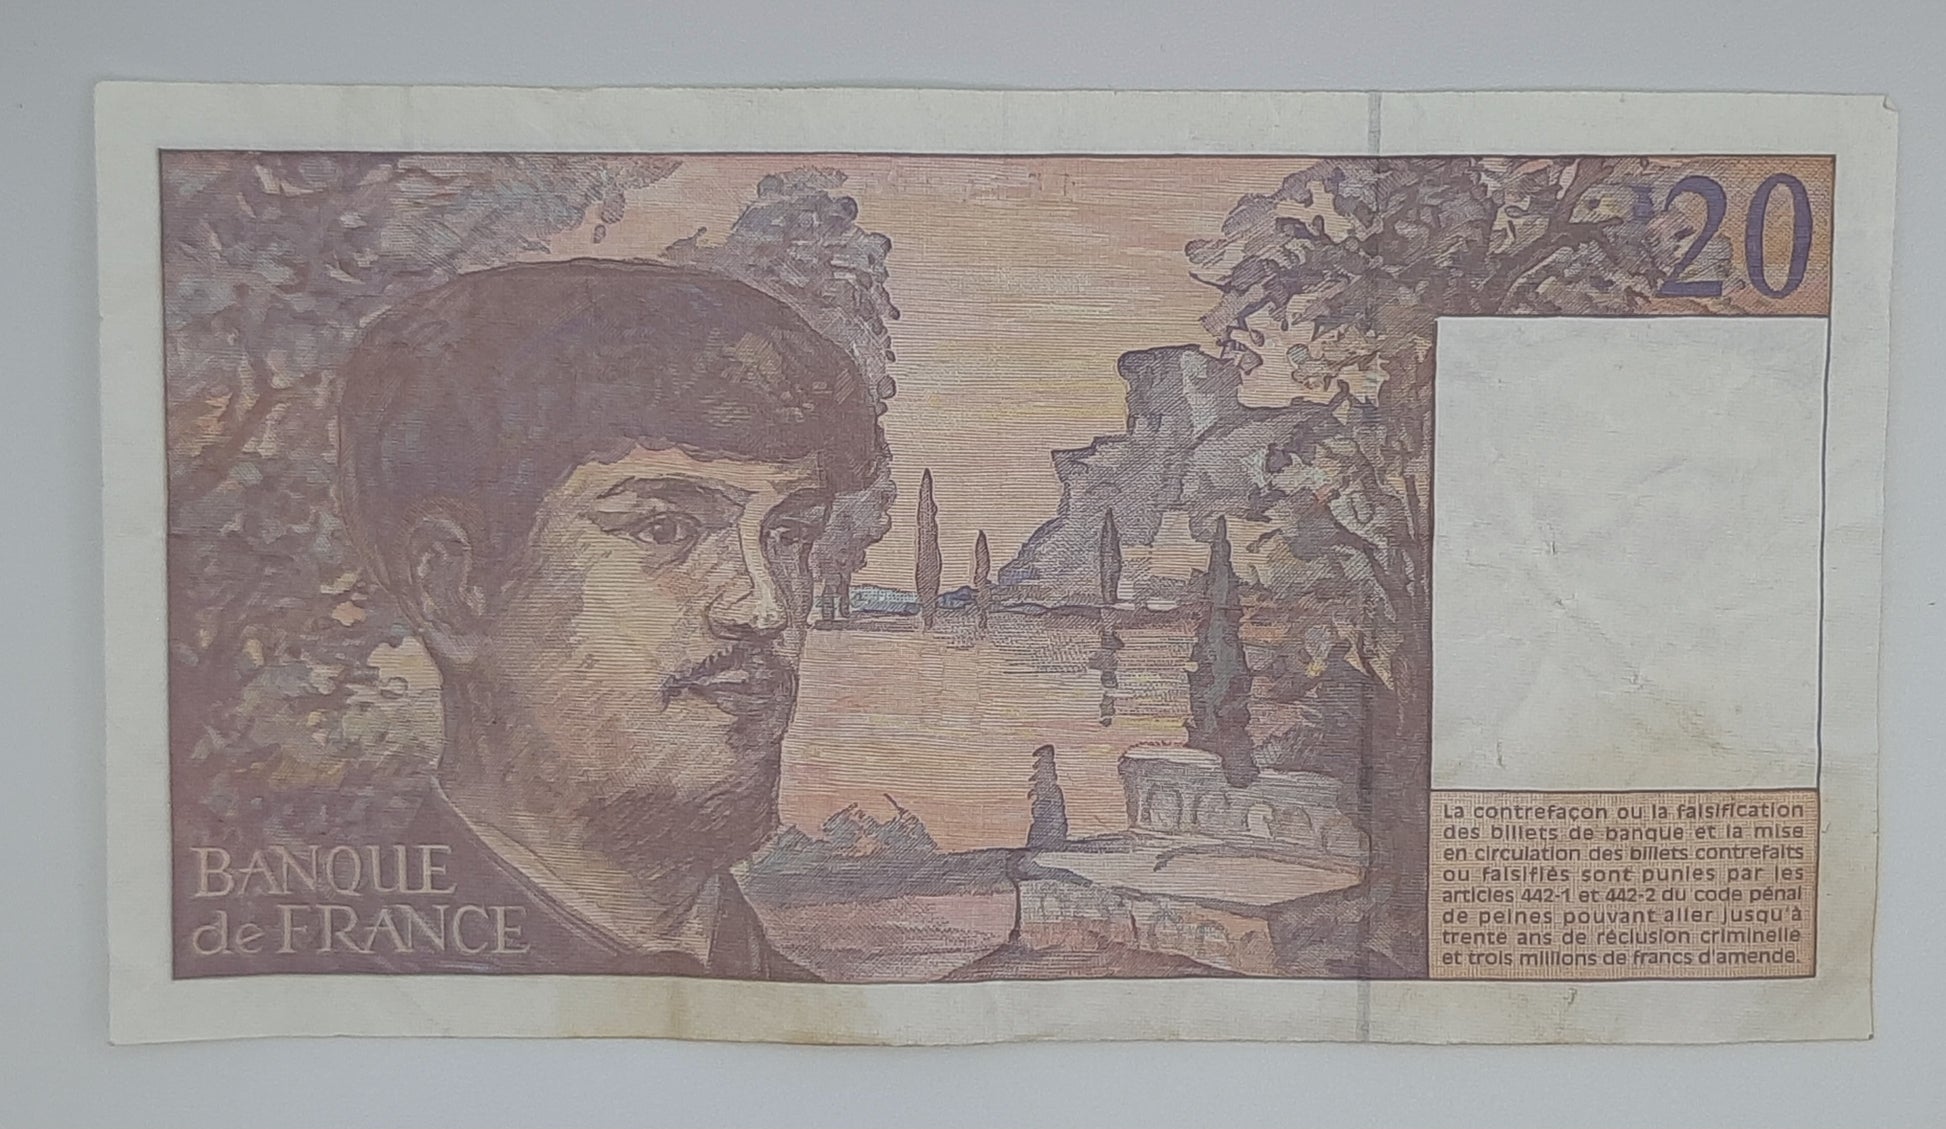 20
BANQUE
de FRANCE
La contrefaçon ou la falsification
des billets de banque et la mise
en circulation des billets contrefaits
ou falsifiés sont punies par les
articles 442-1 et 442-2 du code pénal
de peines pouvant aller jusqu'à
trente ans de réclusion criminelle
et trois millions de francs d'amende.